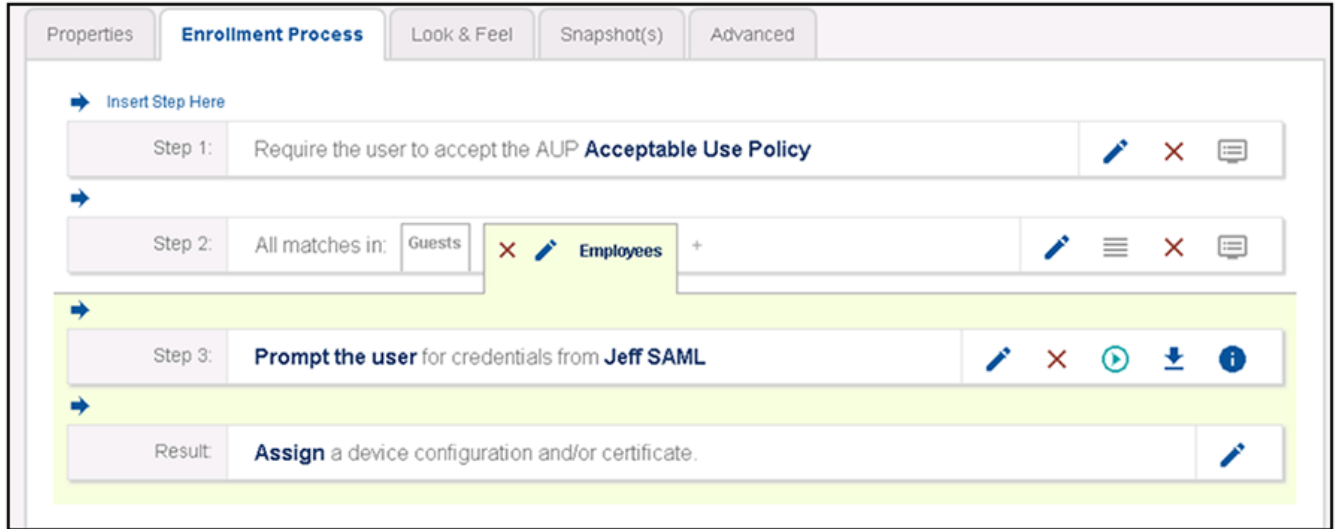 Properties Enrollment Process Look & Feel Snapshot(s) Advanced
Insert Step Here
Step 1: Require the user to accept the AUP Acceptable Use Policy
Step 2: All matches in: Guests Employees +
Step 3: Prompt the user for credentials from Jeff SAML
Result: Assign a device configuration and/or certificate.